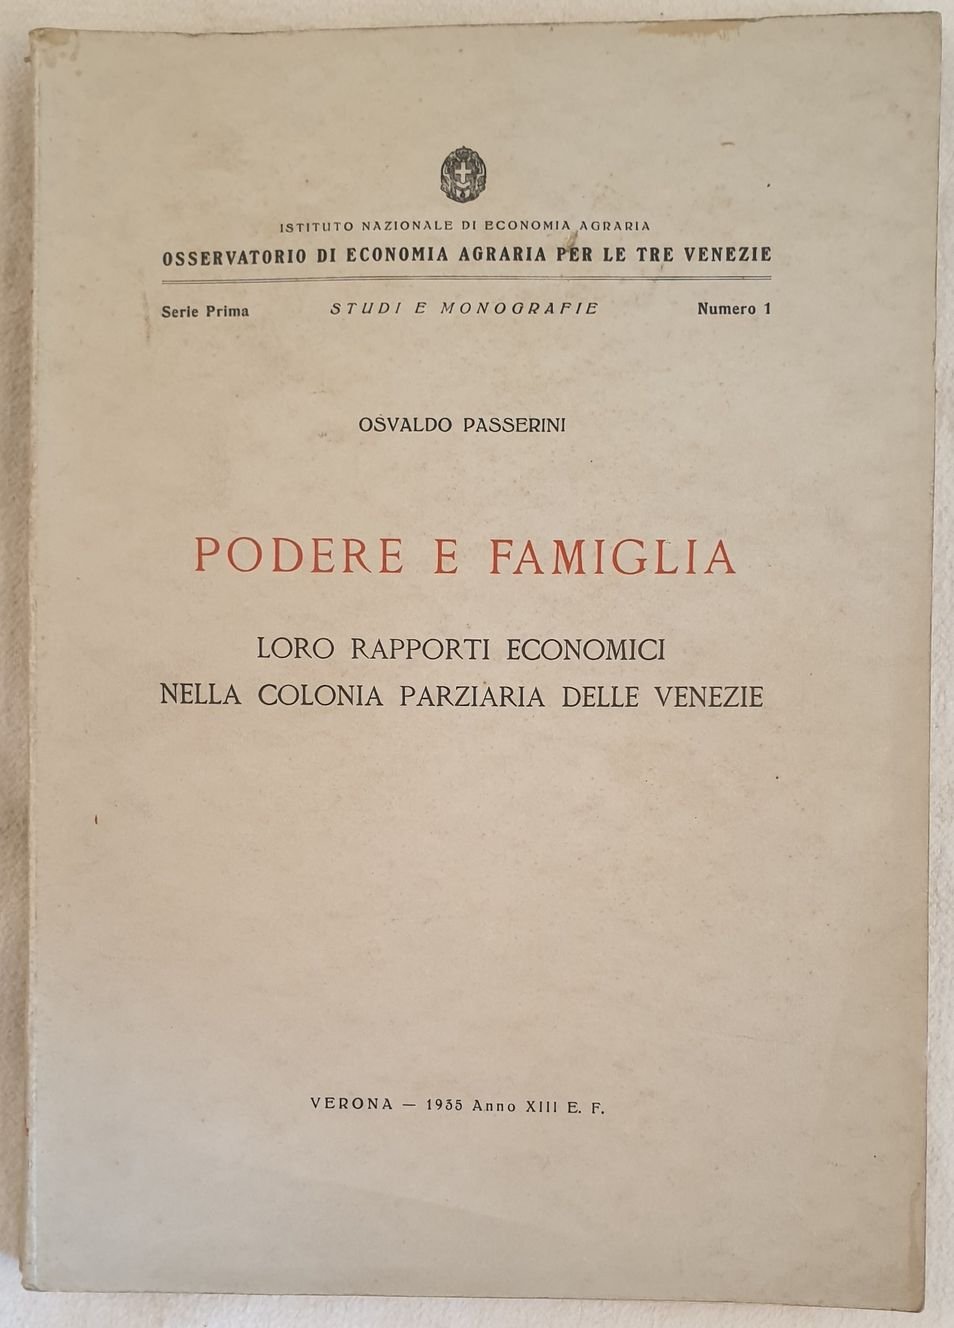 ISTITUTO NAZIONALE DI ECONOMIA AGRARIA
OSSERVATORIO DI ECONOMIA AGRARIA PER LE TRE VENEZIE
Serie Prima STUDI E MONOGRAFIE Numero 1
OSVALDO PASSERINI
PODERE E FAMIGLIA
LORO RAPPORTI ECONOMICI
NELLA COLONIA PARZIARIA DELLE VENEZIE
VERONA — 1935 Anno XIII E. F.